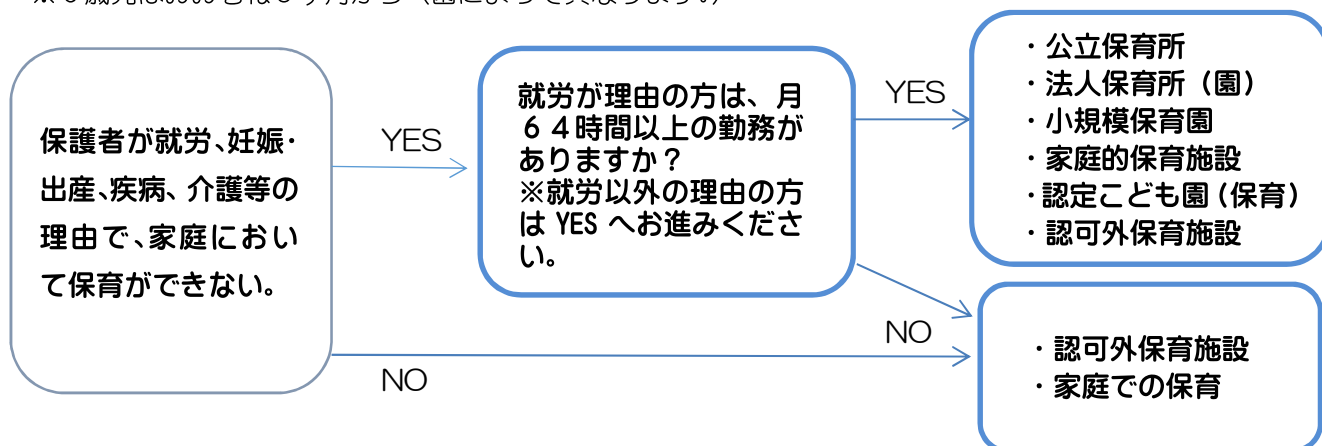 保護者が就労、妊娠・
出産、疾病、介護等の
理由で、家庭におい
て保育ができない。
YES
NO
就労が理由の方は、月
６４時間以上の勤務が
ありますか？
※就労以外の理由の方
は YES へお進みくださ
い。
YES
NO
・公立保育所
・法人保育所（園）
・小規模保育園
・家庭的保育施設
・認定こども園（保育）
・認可外保育施設
・認可外保育施設
・家庭での保育